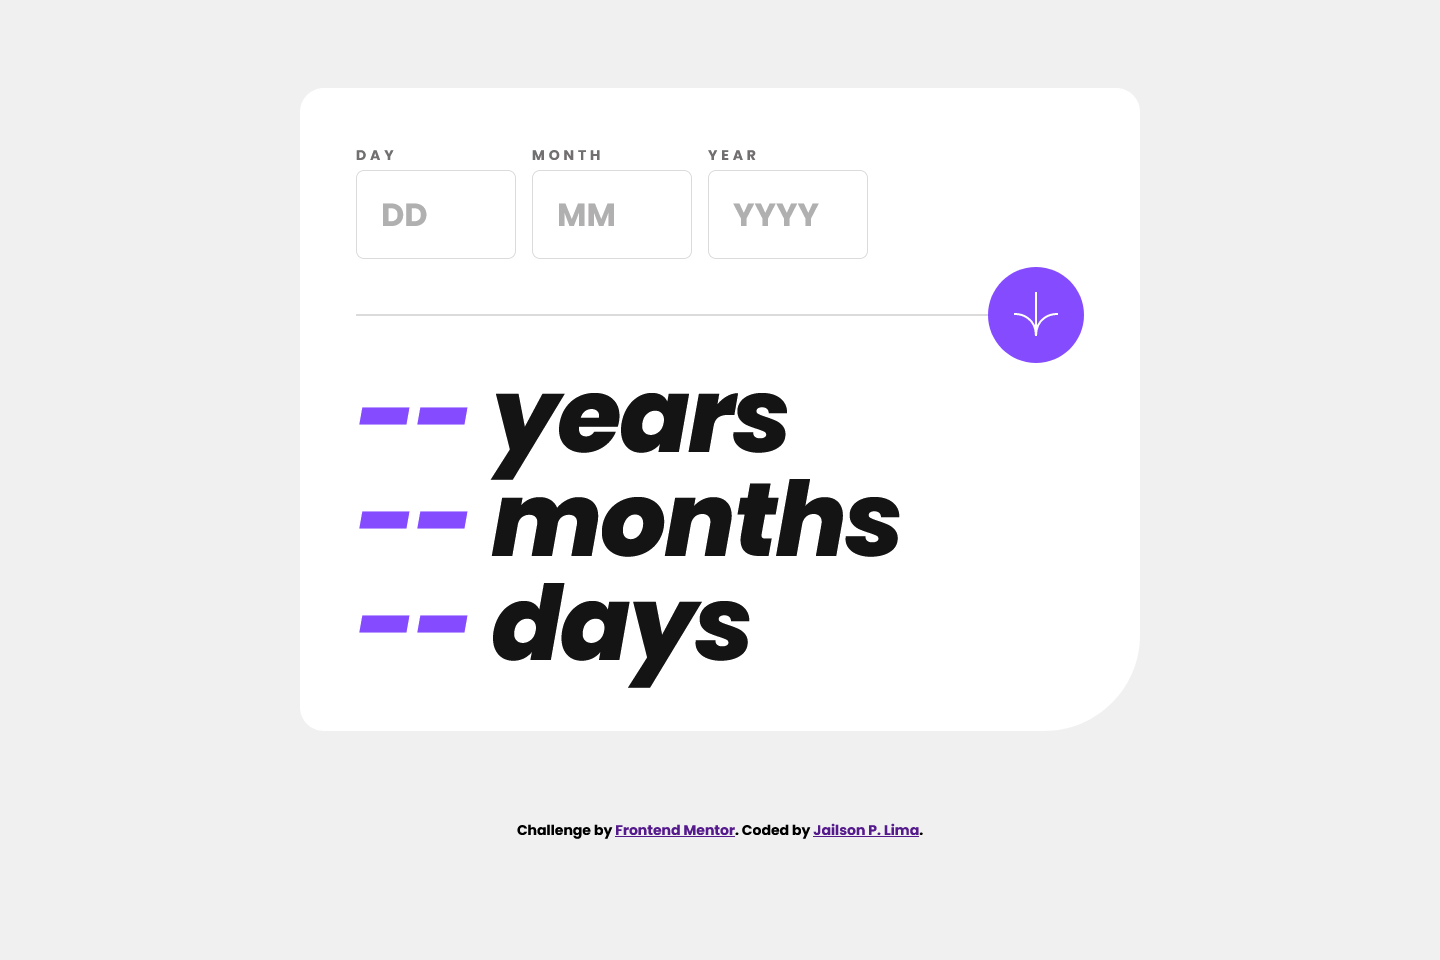 DAY MONTH YEAR
DD MM YYYY
-- years
-- months
-- days
Challenge by Frontend Mentor. Coded by Jailson P. Lima.